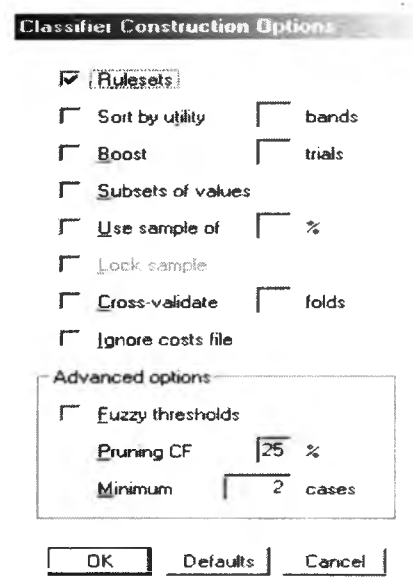 Classifier Construction Options
Rulesets
Sort by utility bands
Boost trials
Subsets of values
Use sample of %
Lock sample
Cross-validate folds
Ignore costs file
Advanced options
Fuzzy thresholds
Pruning CF 25 %
Minimum 2 cases
OK Defaults Cancel